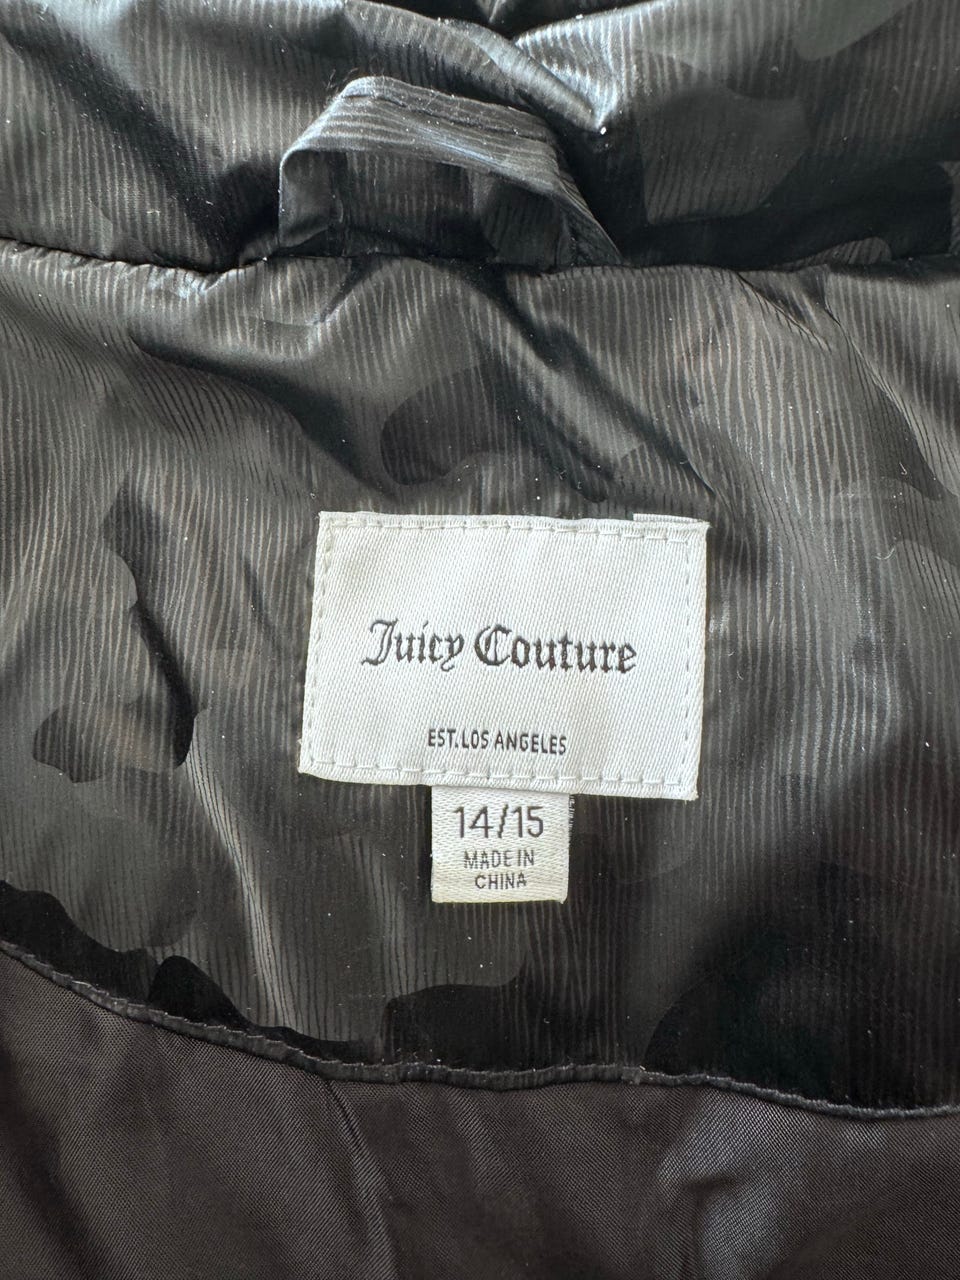 Juicy Couture
EST. LOS ANGELES
14/15
MADE IN
CHINA